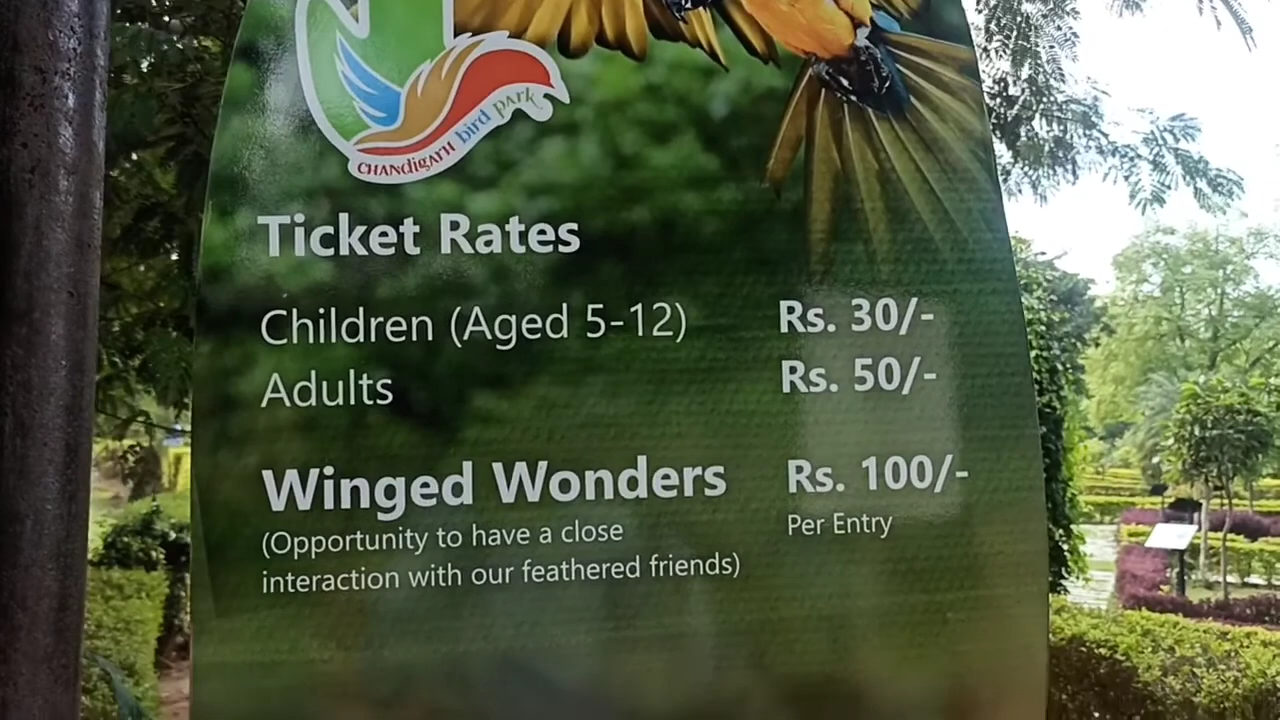 CHANdigARH bird park
Ticket Rates
Children (Aged 5-12) Rs. 30/-
Adults Rs. 50/-
Winged Wonders Rs. 100/-
(Opportunity to have a close Per Entry
interaction with our feathered friends)